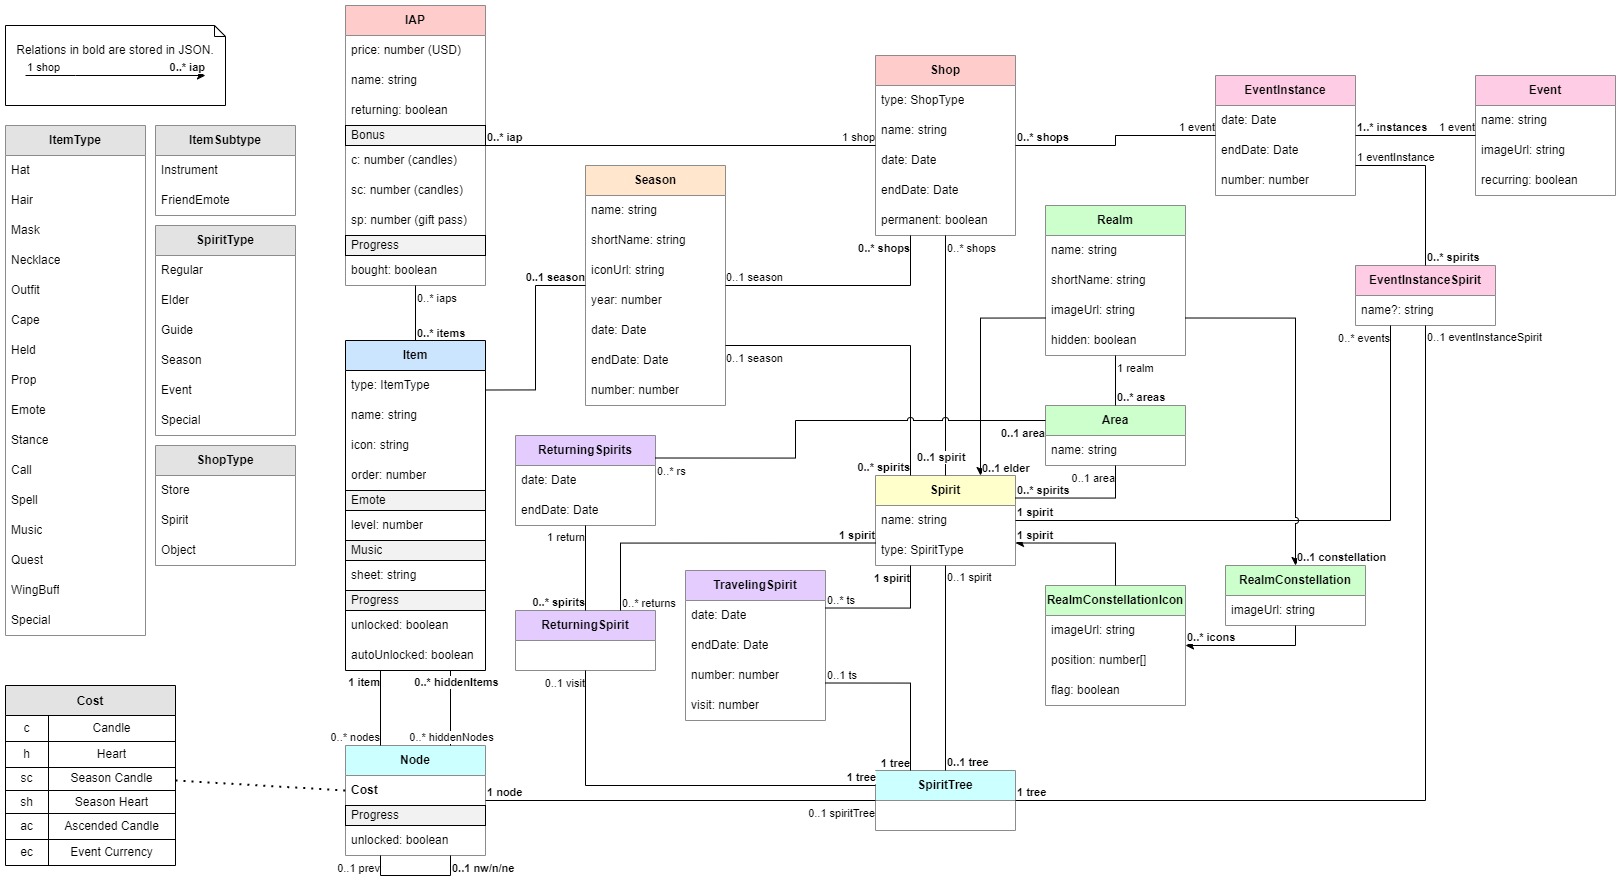 Relations in bold are stored in JSON.
1 shop
0..* iap
ItemType
Hat
Hair
Mask
Necklace
Outfit
Cape
Held
Prop
Emote
Stance
Call
Spell
Music
Quest
WingBuff
Special
ItemSubtype
Instrument
FriendEmote
SpiritType
Regular
Elder
Guide
Season
Event
Special
ShopType
Store
Spirit
Object
Cost
c Candle
h Heart
sc Season Candle
sh Season Heart
ac Ascended Candle
ec Event Currency
IAP
price: number (USD)
name: string
returning: boolean
Bonus
c: number (candles)
sc: number (candles)
sp: number (gift pass)
Progress
bought: boolean
0..* iap
1 shop
0..* iaps
0..* items
Item
type: ItemType
name: string
icon: string
order: number
Emote
level: number
Music
sheet: string
Progress
unlocked: boolean
autoUnlocked: boolean
1 item
0..* hiddenItems
0..* nodes
0..* hiddenNodes
Node
Cost
Progress
unlocked: boolean
0..1 prev
0..1 nw/n/ne
1 node
0..1 spiritTree
Season
name: string
shortName: string
iconUrl: string
year: number
date: Date
endDate: Date
number: number
0..1 season
0..1 season
0..1 season
Shop
type: ShopType
name: string
date: Date
endDate: Date
permanent: boolean
0..* shops
0..* shops
0..* shops
1 event
EventInstance
date: Date
endDate: Date
number: number
1..* instances
1 event
1 eventInstance
Event
name: string
imageUrl: string
recurring: boolean
0..* spirits
EventInstanceSpirit
name?: string
0..* events
0..1 eventInstanceSpirit
Realm
name: string
shortName: string
imageUrl: string
hidden: boolean
1 realm
0..* areas
Area
name: string
0..1 area
0..1 area
ReturningSpirits
date: Date
endDate: Date
0..* rs
1 return
0..* spirits
0..* returns
ReturningSpirit
0..1 visit
TravelingSpirit
date: Date
endDate: Date
number: number
visit: number
0..* ts
0..1 ts
0..* spirits
0..1 spirit
0..1 elder
Spirit
name: string
type: SpiritType
0..* spirits
1 spirit
1 spirit
1 spirit
1 spirit
0..1 spirit
RealmConstellationIcon
imageUrl: string
position: number[]
flag: boolean
0..1 constellation
RealmConstellation
imageUrl: string
0..* icons
1 tree
1 tree
0..1 tree
SpiritTree
1 tree